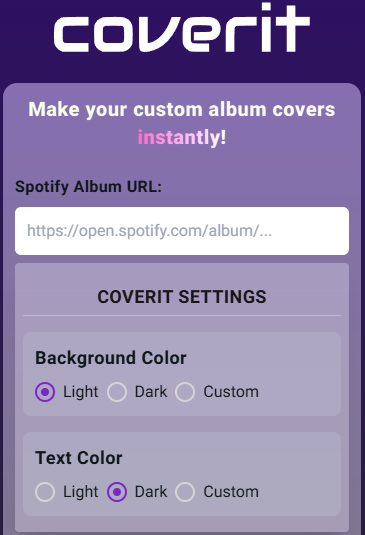 coverit
Make your custom album covers
instantly!
Spotify Album URL:
https://open.spotify.com/album/...
COVERIT SETTINGS
Background Color
Light Dark Custom
Text Color
Light Dark Custom